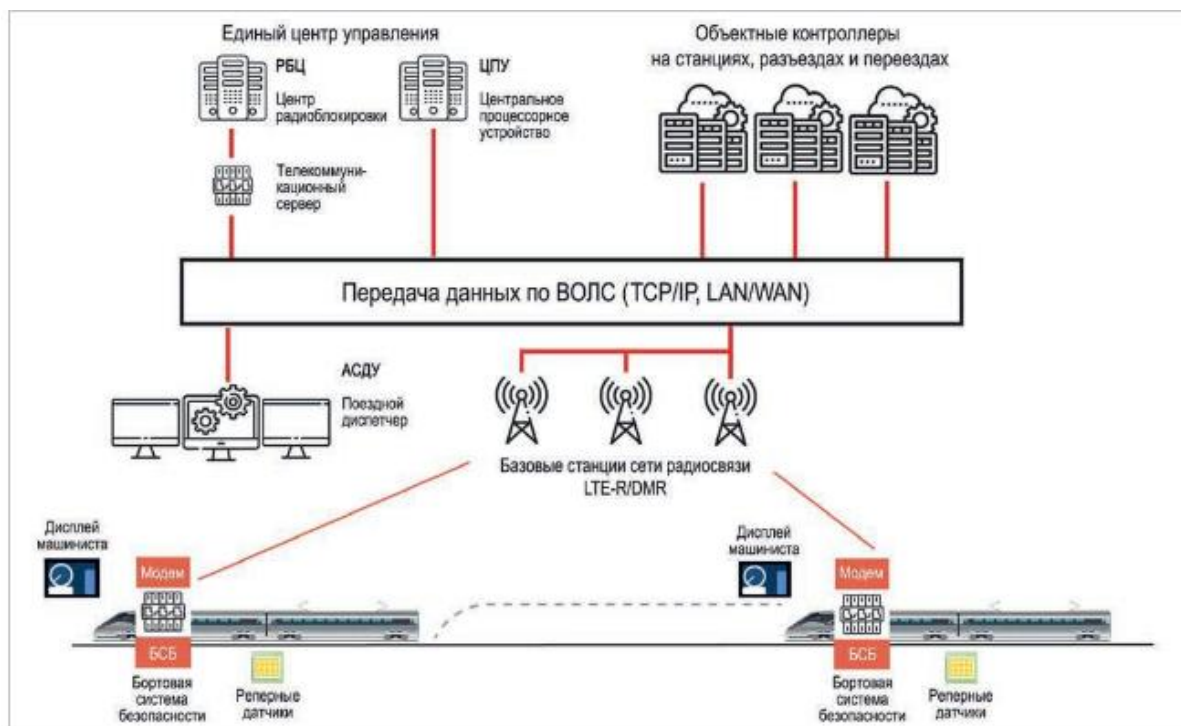 Единый центр управления
РБЦ
Центр
радиоблокировки
ЦПУ
Центральное
процессорное
устройство
Объектные контроллеры
на станциях, разъездах и переездах
Телекоммуни-
кационный
сервер
Передача данных по ВОЛС (TCP/IP, LAN/WAN)
АСДУ
Поездной
диспетчер
Базовые станции сети радиосвязи
LTE-R/DMR
Дисплей
машиниста
Модем
БСБ
Бортовая
система
безопасности
Реперные
датчики
Дисплей
машиниста
Модем
БСБ
Бортовая
система
безопасности
Реперные
датчики